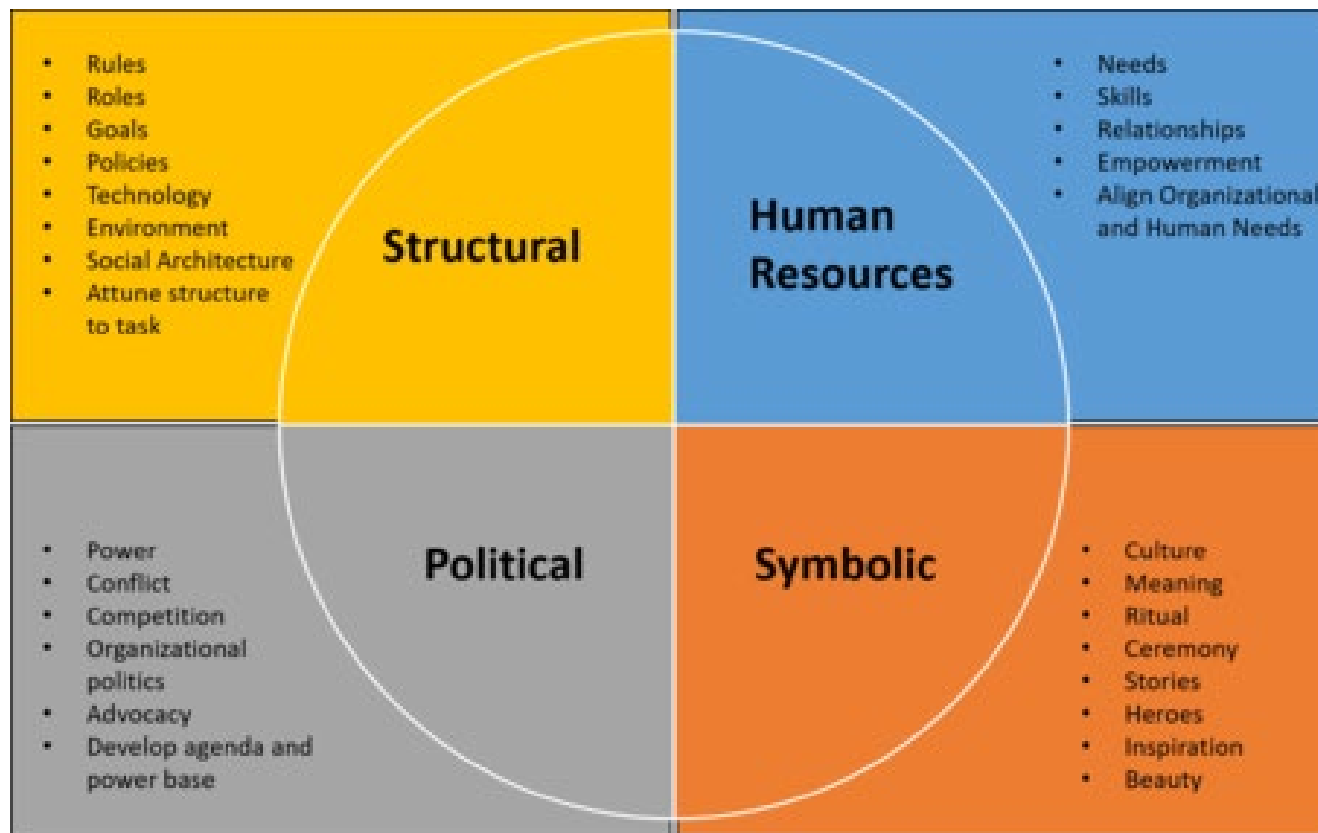 • Rules
• Roles
• Goals
• Policies
• Technology
• Environment
• Social Architecture
• Attune structure
to task
Structural
• Needs
• Skills
• Relationships
• Empowerment
• Align Organizational
and Human Needs
Human
Resources
• Power
• Conflict
• Competition
• Organizational
politics
• Advocacy
• Develop agenda and
power base
Political
• Culture
• Meaning
• Ritual
• Ceremony
• Stories
• Heroes
• Inspiration
• Beauty
Symbolic